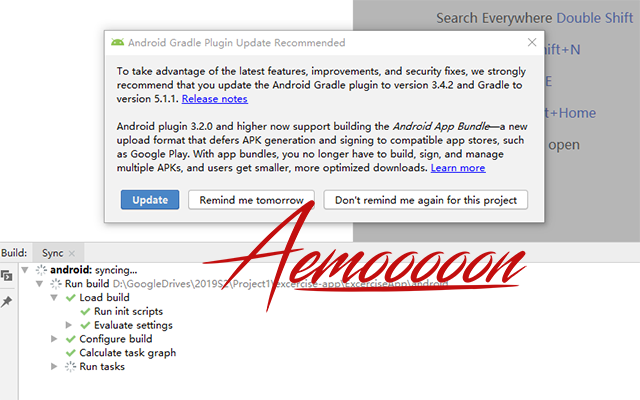 Search Everywhere Double Shift
Android Gradle Plugin Update Recommended
ift+N
To take advantage of the latest features, improvements, and security fixes, we strongly
recommend that you update the Android Gradle plugin to version 3.4.2 and Gradle to
version 5.1.1. Release notes
E
t+Home
Android plugin 3.2.0 and higher now support building the Android App Bundle—a new
upload format that defers APK generation and signing to compatible app stores, such
open
as Google Play. With app bundles, you no longer have to build, sign, and manage
multiple APKs, and users get smaller, more optimized downloads. Learn more
Update Remind me tomorrow Don't remind me again for this project
Aemooooon
Build: Sync
android: syncing...
Run build D:\GoogleDrives\2019S2\Project1\excercise-app\ExcerciseApp\android
Load build
Run init scripts
Evaluate settings
Configure build
Calculate task graph
Run tasks